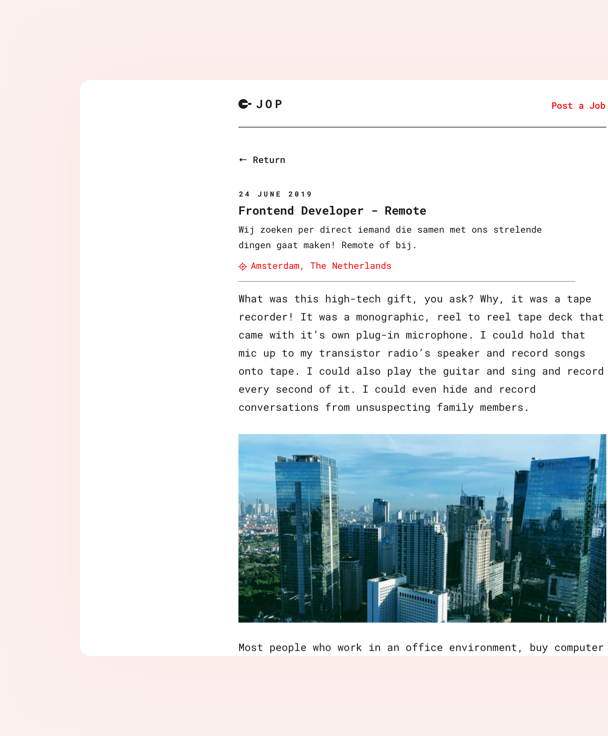 JOP
Post a Job
← Return
24 JUNE 2019
Frontend Developer - Remote
Wij zoeken per direct iemand die samen met ons strelende
dingen gaat maken! Remote of bij.
Amsterdam, The Netherlands
What was this high-tech gift, you ask? Why, it was a tape
recorder! It was a monographic, reel to reel tape deck that
came with it’s own plug-in microphone. I could hold that
mic up to my transistor radio’s speaker and record songs
onto tape. I could also play the guitar and sing and record
every second of it. I could even hide and record
conversations from unsuspecting family members.
Most people who work in an office environment, buy computer